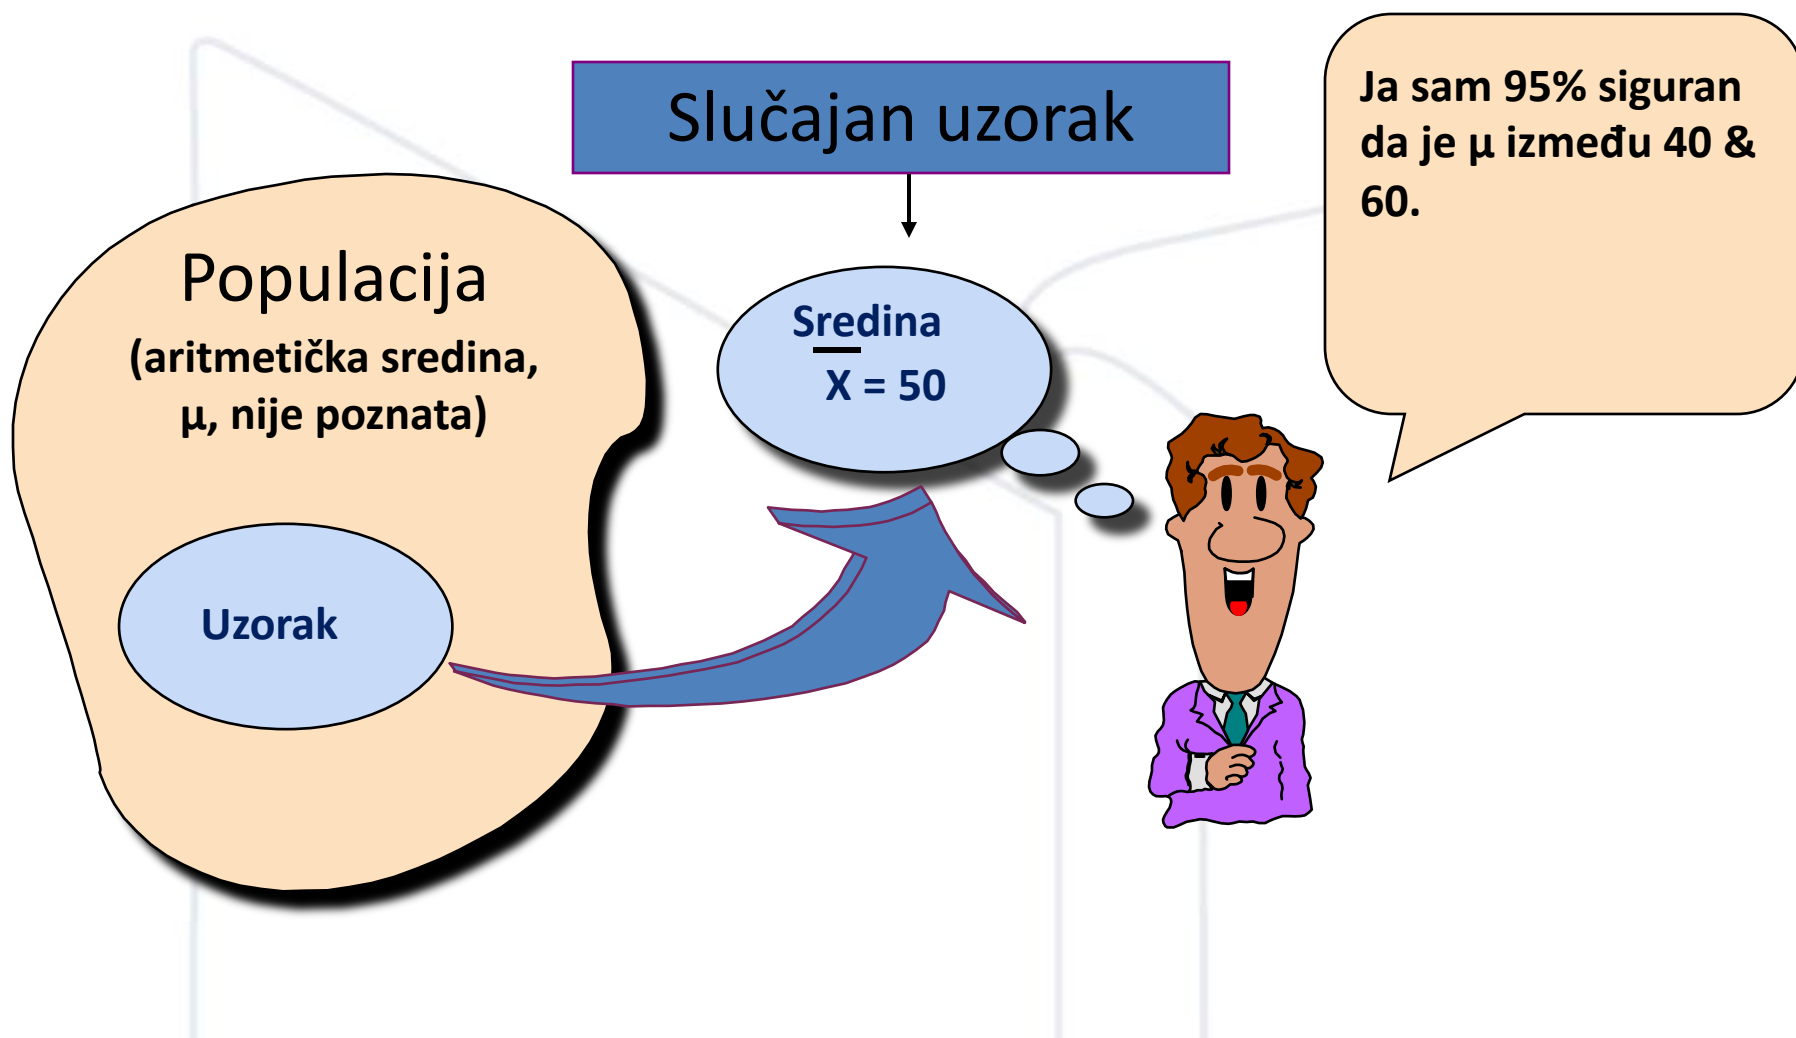 Slučajan uzorak
Ja sam 95% siguran
da je μ između 40 &
60.
Populacija
(aritmetička sredina,
μ, nije poznata)
Sredina
X̅ = 50
Uzorak